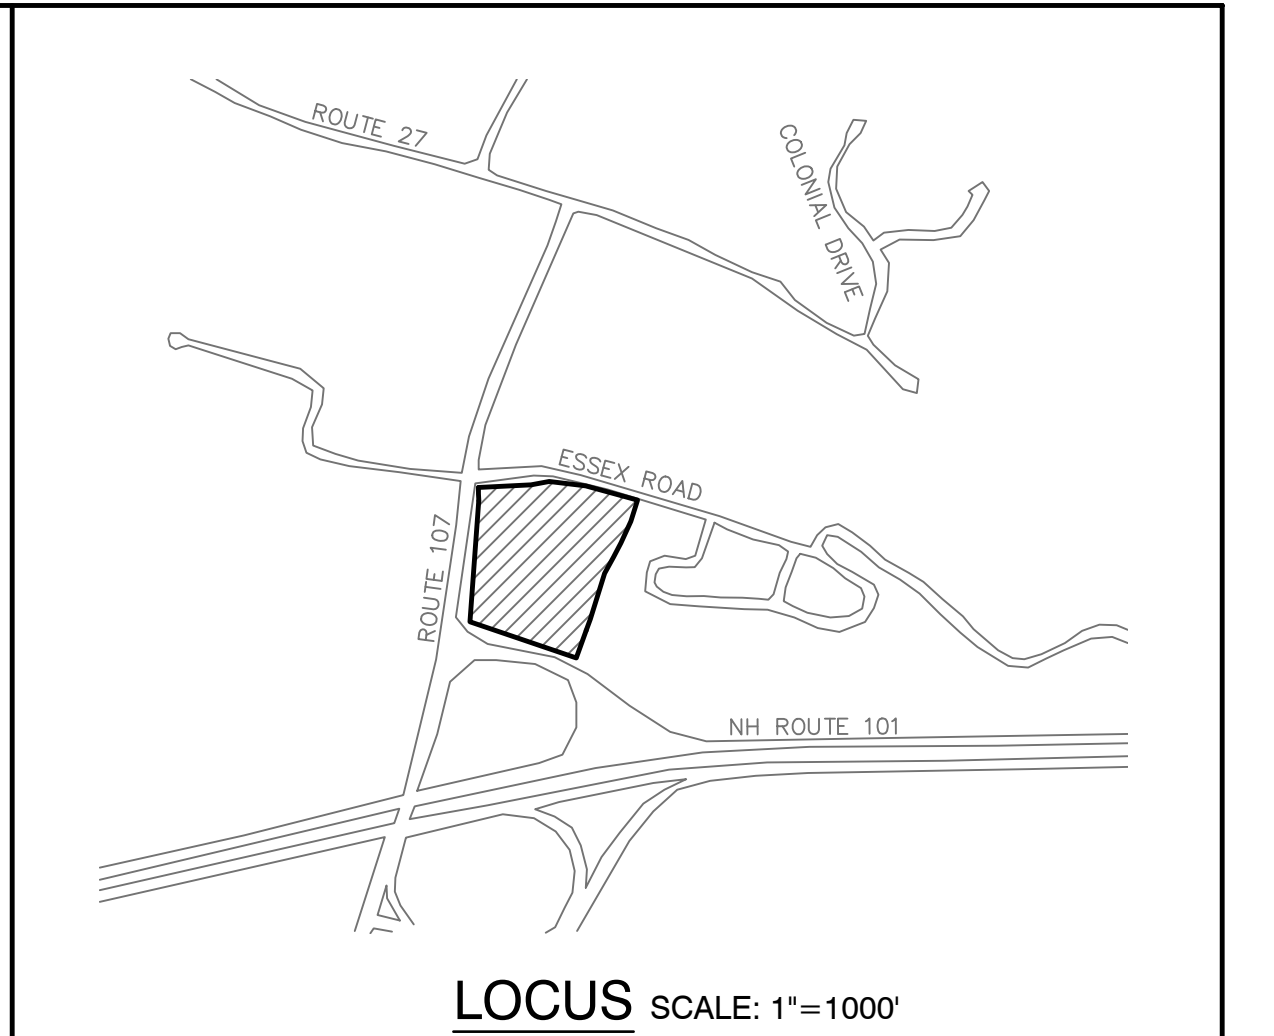 ROUTE 27
COLONIAL DRIVE
ESSEX ROAD
ROUTE 107
NH ROUTE 101
LOCUS SCALE: 1"=1000'